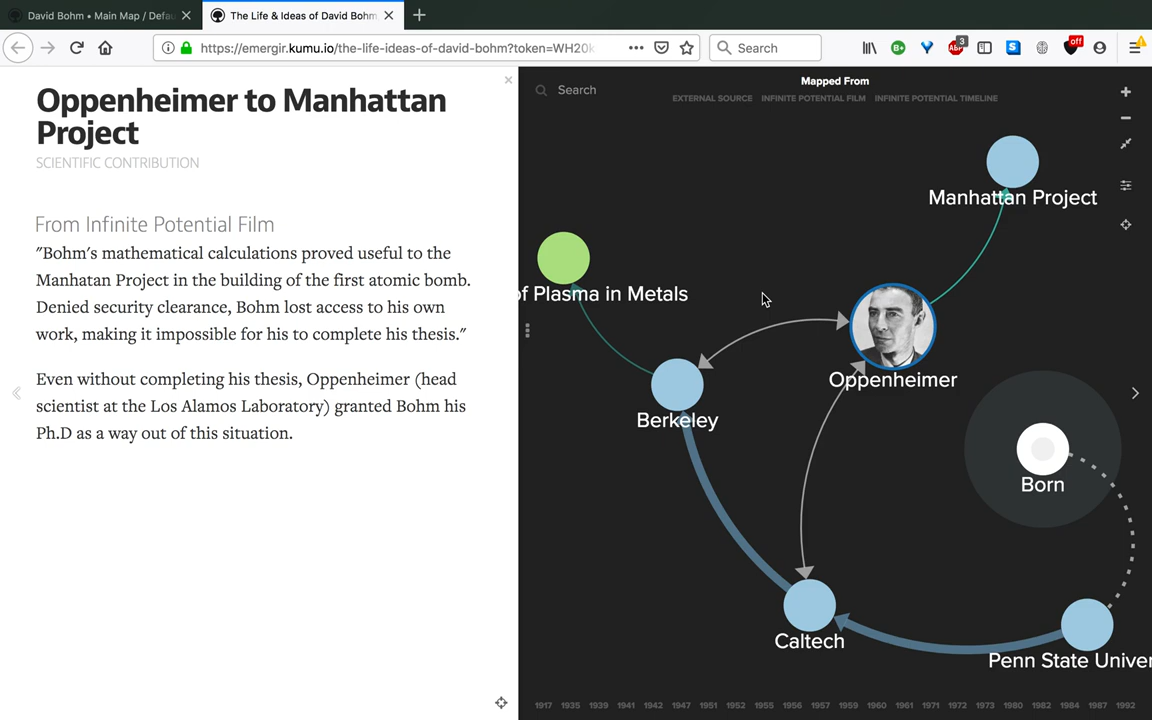 David Bohm • Main Map / Defau
The Life & Ideas of David Bohm
https://emergir.kumu.io/the-life-ideas-of-david-bohm?token=WH20k
Search
3
off
Oppenheimer to Manhattan
Project
SCIENTIFIC CONTRIBUTION
From Infinite Potential Film
"Bohm's mathematical calculations proved useful to the
Manhatan Project in the building of the first atomic bomb.
Denied security clearance, Bohm lost access to his own
work, making it impossible for his to complete his thesis."
Even without completing his thesis, Oppenheimer (head
scientist at the Los Alamos Laboratory) granted Bohm his
Ph.D as a way out of this situation.
Search
Mapped From
EXTERNAL SOURCE INFINITE POTENTIAL FILM INFINITE POTENTIAL TIMELINE
Manhattan Project
of Plasma in Metals
Oppenheimer
Berkeley
Born
Caltech
Penn State Univer
1917 1935 1939 1941 1942 1947 1951 1952 1955 1956 1957 1959 1960 1961 1971 1972 1973 1980 1982 1984 1987 1992